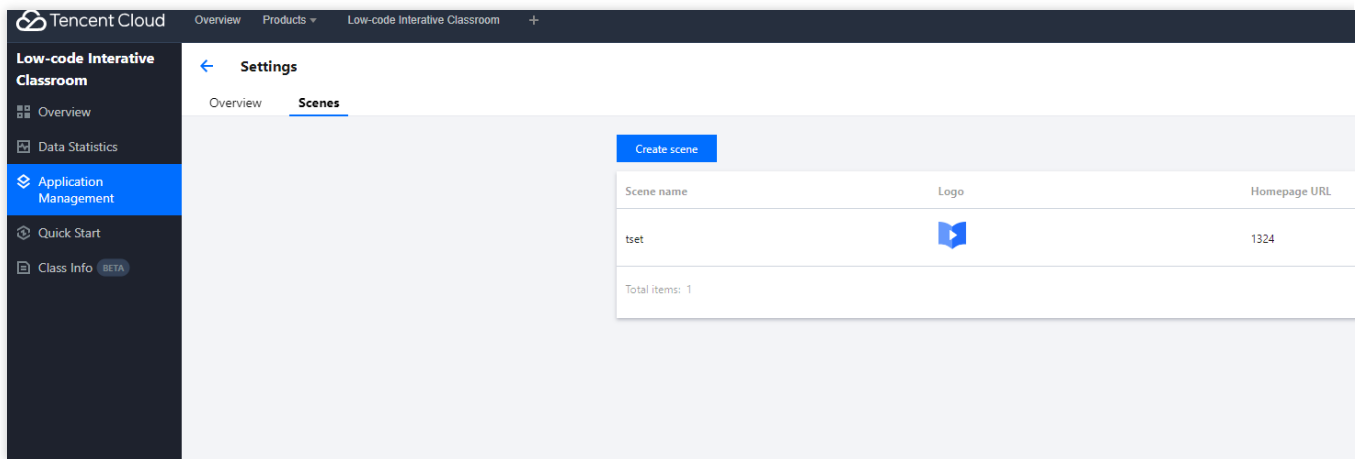 Tencent Cloud
Overview Products Low-code Interative Classroom +
Low-code Interative
Classroom
Overview
Data Statistics
Application
Management
Quick Start
Class Info BETA
← Settings
Overview Scenes
Create scene
Scene name Logo Homepage URL
tset 1324
Total items: 1